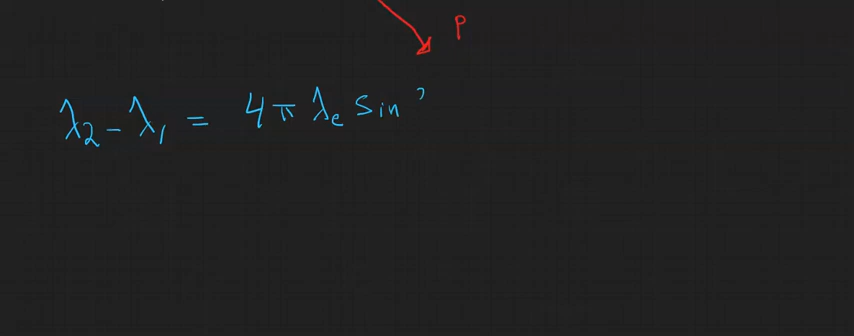 P
λ₂ - λ₁ = 4π λₑ sin